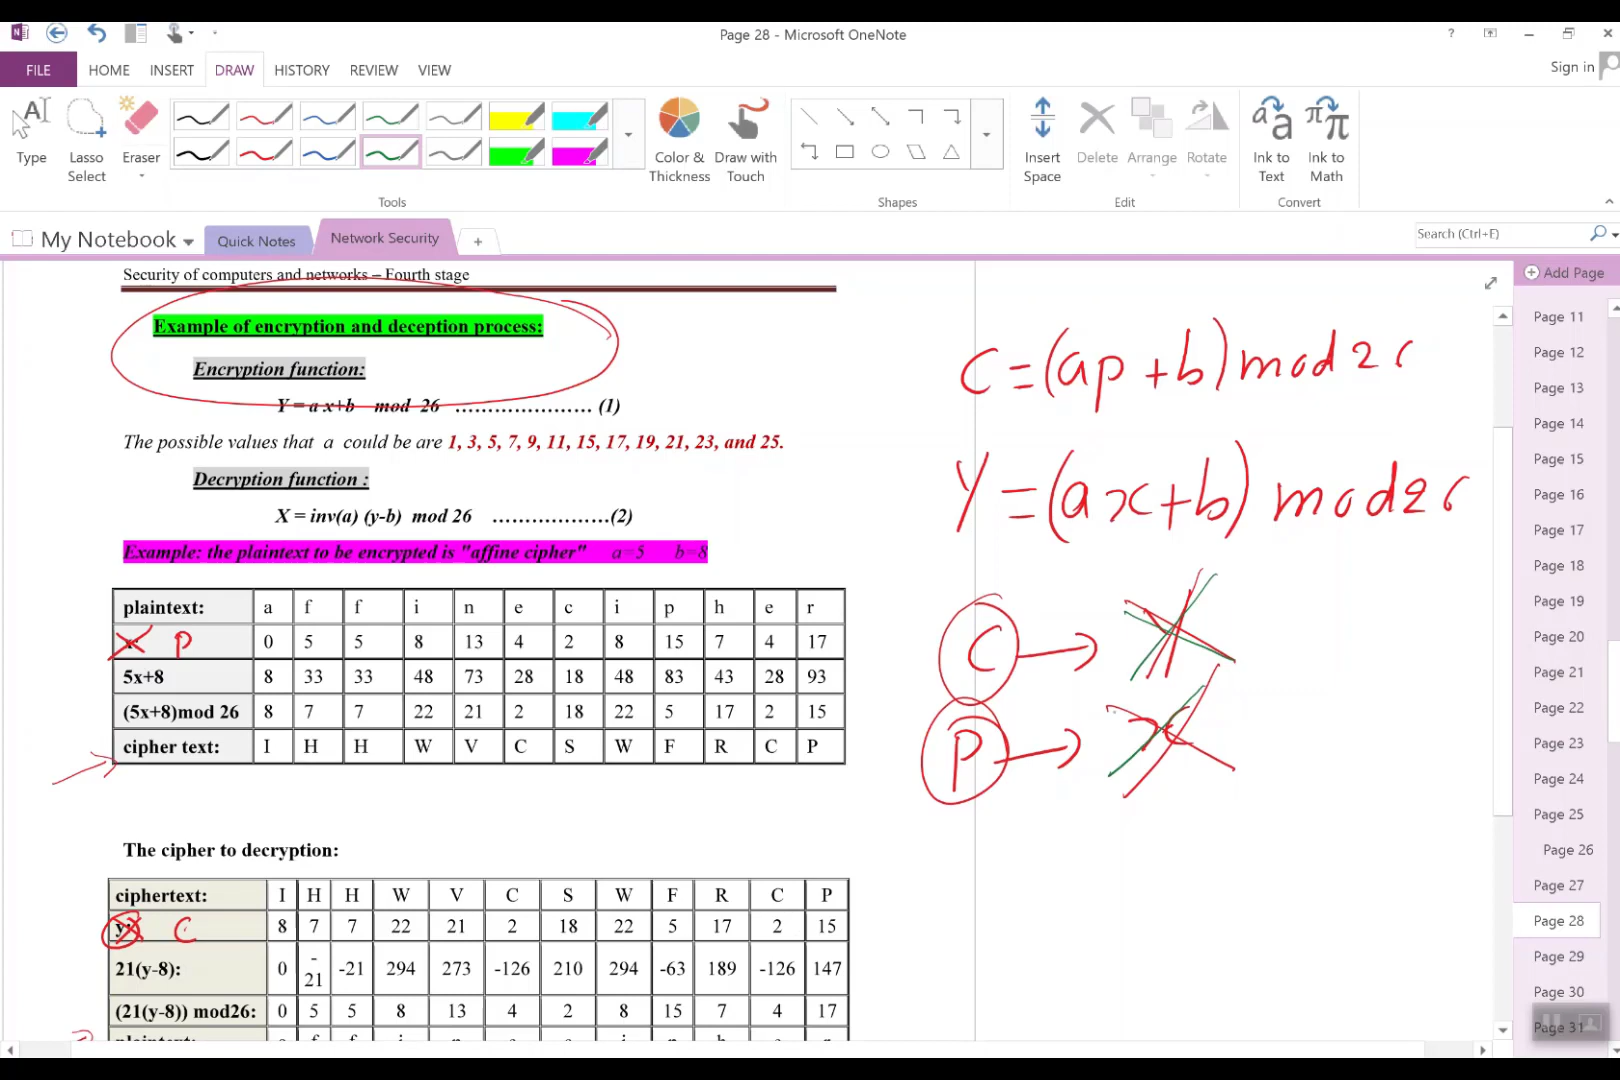 Page 28 - Microsoft OneNote
?
Sign in
FILE HOME INSERT DRAW HISTORY REVIEW VIEW
Type
Lasso Select
Eraser
Color & Thickness
Draw with Touch
Insert Space
Delete
Arrange
Rotate
Ink to Text
Ink to Math
Tools
Shapes
Edit
Convert
My Notebook
Quick Notes
Network Security
Search (Ctrl+E)
Security of computers and networks – Fourth stage
Example of encryption and deception process:
Encryption function:
Y = a x+b mod 26 ………………… (1)
The possible values that a could be are 1, 3, 5, 7, 9, 11, 15, 17, 19, 21, 23, and 25.
Decryption function :
X = inv(a) (y-b) mod 26 ………………(2)
Example: the plaintext to be encrypted is "affine cipher" a=5 b=8
plaintext: a f f i n e c i p h e r
P 0 5 5 8 13 4 2 8 15 7 4 17
5x+8 8 33 33 48 73 28 18 48 83 43 28 93
(5x+8)mod 26 8 7 7 22 21 2 18 22 5 17 2 15
cipher text: I H H W V C S W F R C P
The cipher to decryption:
ciphertext: I H H W V C S W F R C P
y: C 8 7 7 22 21 2 18 22 5 17 2 15
21(y-8): 0 -21 -21 294 273 -126 210 294 -63 189 -126 147
(21(y-8)) mod26: 0 5 5 8 13 4 2 8 15 7 4 17
C = (ap + b) mod 26
Y = (ax + b) mod 26
C → Y
P → x
Add Page
Page 11
Page 12
Page 13
Page 14
Page 15
Page 16
Page 17
Page 18
Page 19
Page 20
Page 21
Page 22
Page 23
Page 24
Page 25
Page 26
Page 27
Page 28
Page 29
Page 30
Page 31